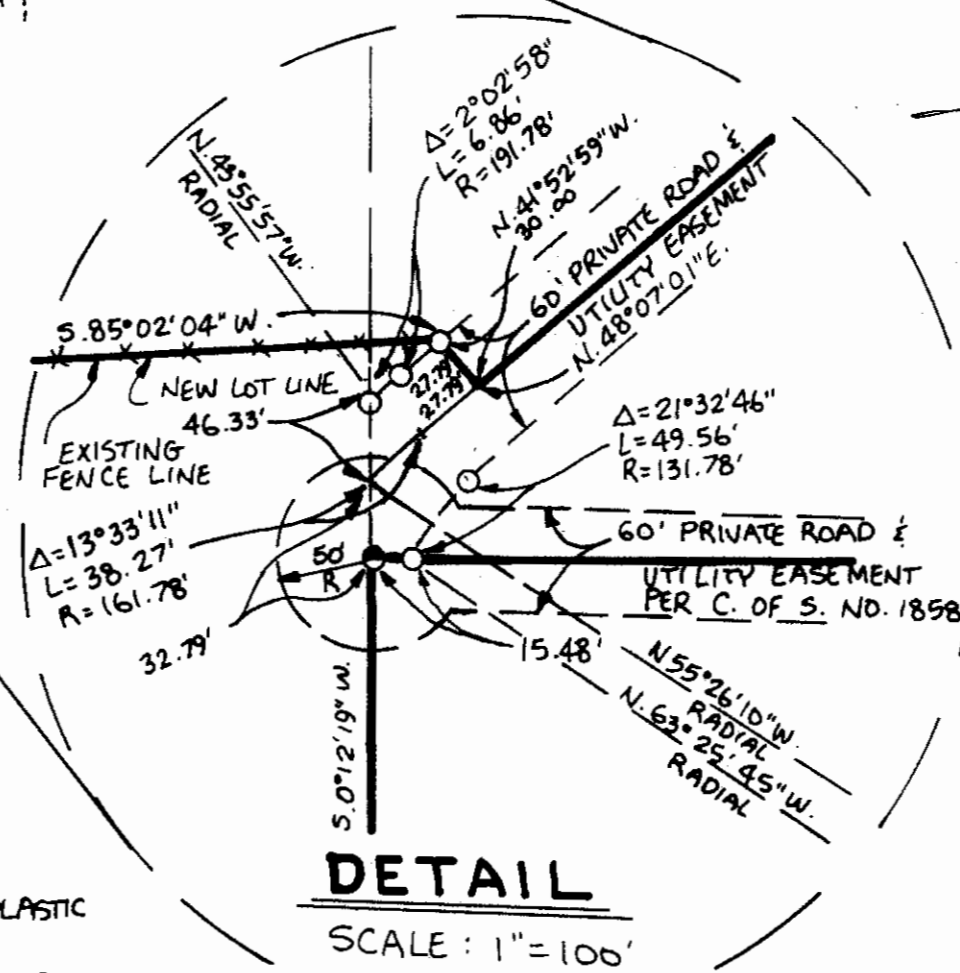 Δ=2°02'58"
L=6.86'
R=191.78'
N.43°55'57"W.
RADIAL
N.41°52'59"W.
30.00
60' PRIVATE ROAD &
UTILITY EASEMENT
N.48°07'01"E.
S.85°02'04"W.
NEW LOT LINE
27.79'
27.79'
46.33'
EXISTING
FENCE LINE
Δ=21°32'46"
L=49.56'
R=131.78'
Δ=13°33'11"
L=38.27'
R=161.78'
50'
R
60' PRIVATE ROAD &
UTILITY EASEMENT
PER C. OF S. NO. 1858
32.79'
15.48'
N55°26'10"W.
RADIAL
N.63°25'45"W.
RADIAL
S.0°12'19"W.
DETAIL
SCALE: 1"=100'
LASTIC